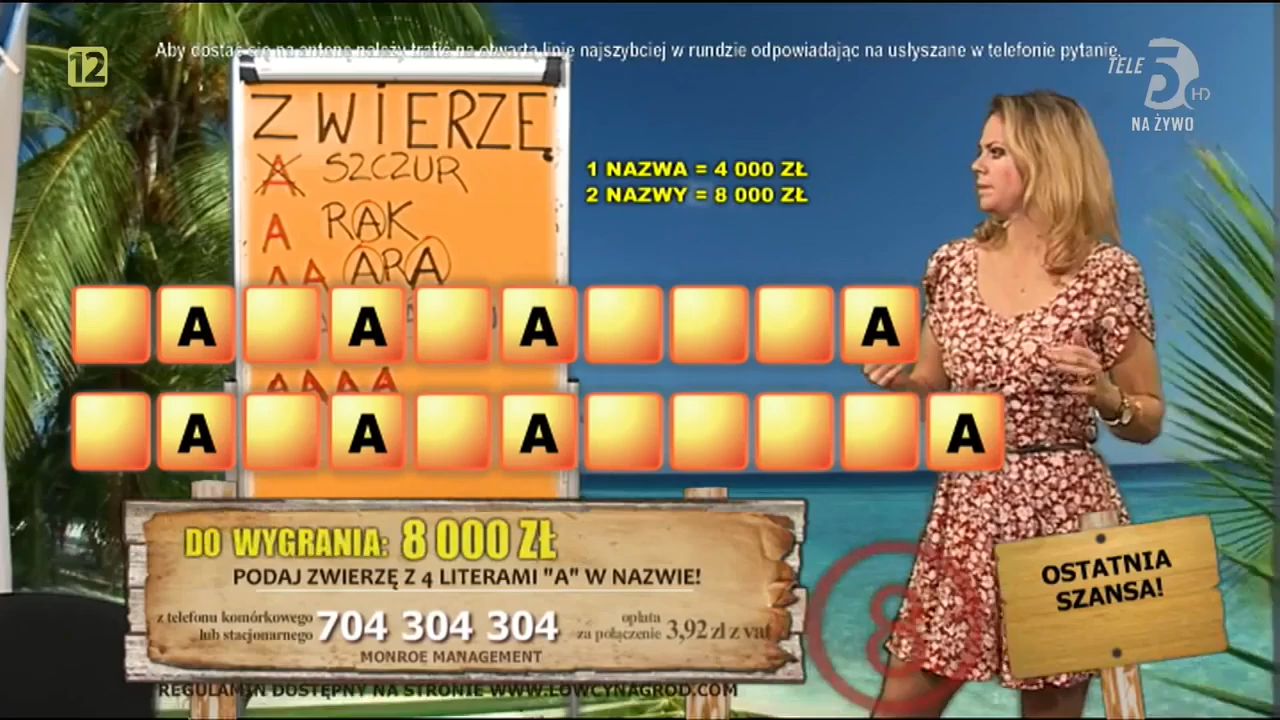 Aby dostać się na antenę należy trafić na otwartą linię najszybciej w rundzie odpowiadając na usłyszane w telefonie pytanie.
12
TELE 5 HD
NA ŻYWO
ZWIERZĘ
A SZCZUR
A RAK
AA ARA
1 NAZWA = 4 000 ZŁ
2 NAZWY = 8 000 ZŁ
A A A A
AAAA
A A A A
DO WYGRANIA: 8 000 ZŁ
PODAJ ZWIERZĘ Z 4 LITERAMI "A" W NAZWIE!
z telefonu komórkowego
lub stacjonarnego
704 304 304
opłata
za połączenie 3,92 zł z vat
MONROE MANAGEMENT
OSTATNIA
SZANSA!
8
REGULAMIN DOSTĘPNY NA STRONIE WWW.LOWCYNAGROD.COM